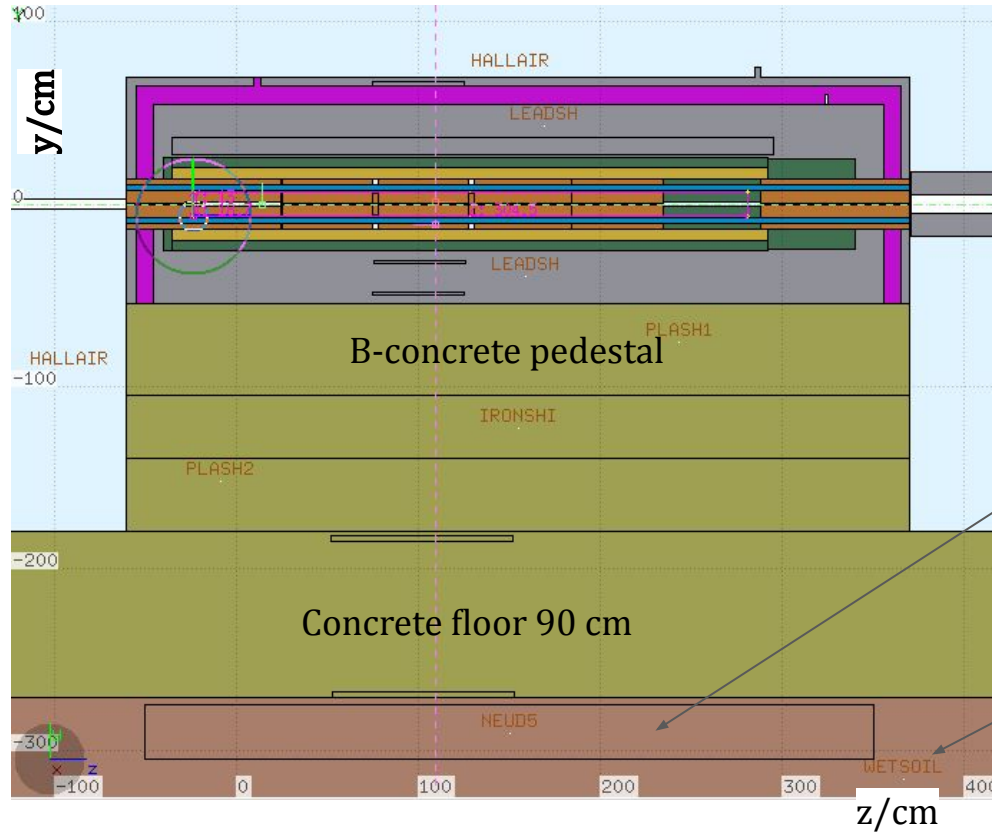 100
HALLAIR
y/cm
LEADSH
0
LEADSH
PLASH1
B-concrete pedestal
HALLAIR
-100
IRONSHI
PLASH2
-200
Concrete floor 90 cm
NEUD5
-300
WETSOIL
x z
-100 0 100 200 300 400
z/cm